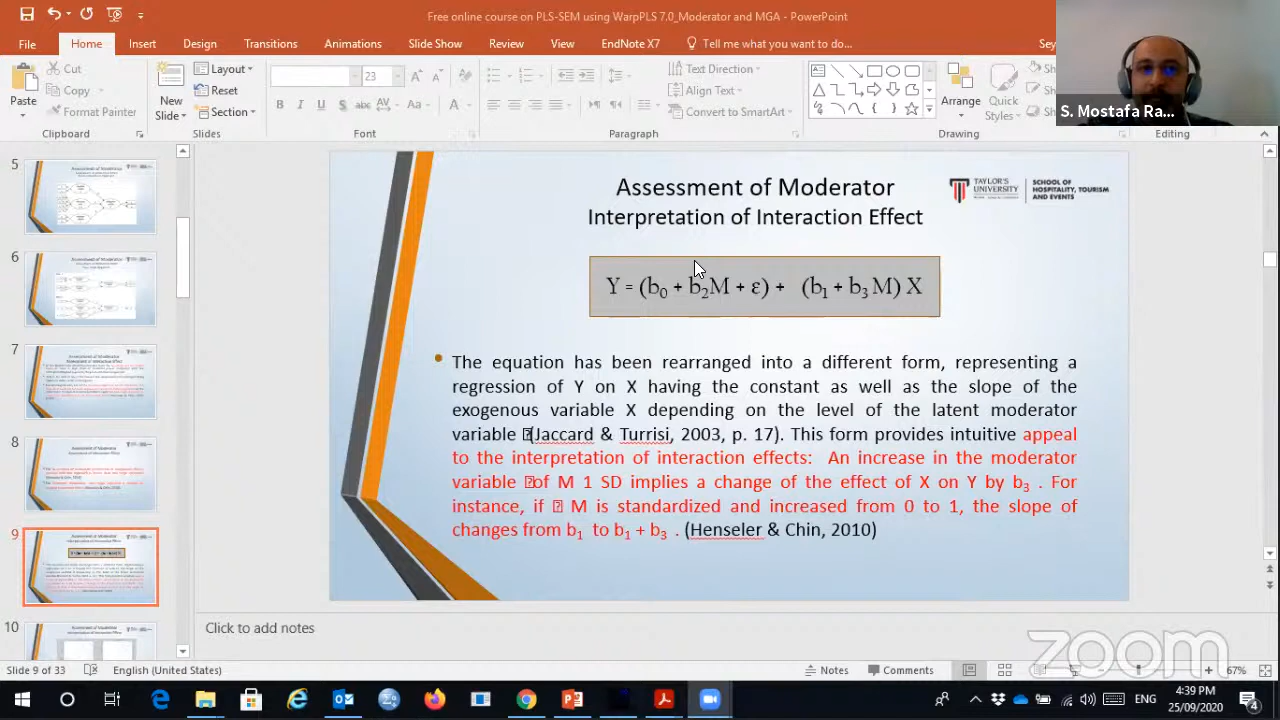 Free online course on PLS-SEM using WarpPLS 7.0_Moderator and MGA - PowerPoint
Sey
File Home Insert Design Transitions Animations Slide Show Review View EndNote X7 Tell me what you want to do...
Paste
Cut
Copy
Format Painter
Clipboard
New Slide
Layout
Reset
Section
Slides
23
Font
Text Direction
Align Text
Convert to SmartArt
Paragraph
Arrange
Quick Styles
Drawing
Editing
S. Mostafa Ra...
5
6
7
8
9
10
Assessment of Moderator
Interpretation of Interaction Effect
TAYLOR'S UNIVERSITY
SCHOOL OF HOSPITALITY, TOURISM AND EVENTS
Y = (b0 + b2M + ε) + (b1 + b3 M) X
The equation has been rearranged into a different form, representing a
regression of Y on X having the constant as well as the slope of the
exogenous variable X depending on the level of the latent moderator
variable (Jaccard & Turrisi, 2003, p. 17). This form provides intuitive appeal
to the interpretation of interaction effects: An increase in the moderator
variable of M 1 SD implies a change of the effect of X on Y by b3 . For
instance, if M is standardized and increased from 0 to 1, the slope of
changes from b1 to b1 + b3 . (Henseler & Chin, 2010)
Click to add notes
zoom
Slide 9 of 33 English (United States) Notes Comments 67%
ENG
4:39 PM
25/09/2020
4